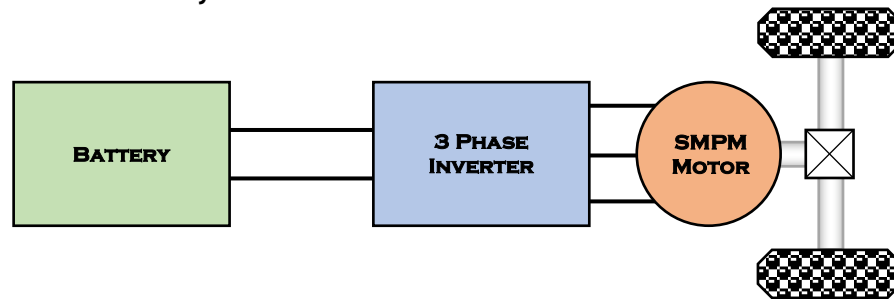 BATTERY
3 PHASE
INVERTER
SMPM
MOTOR